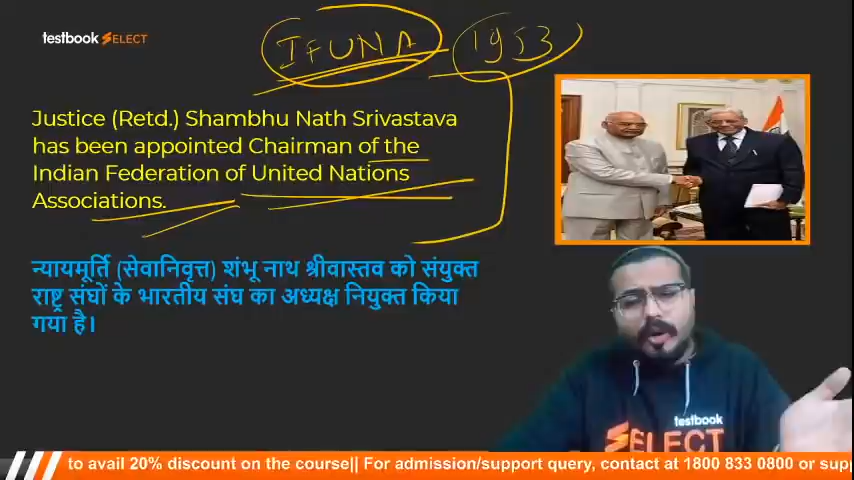 testbook SELECT
IFUNA 1953
Justice (Retd.) Shambhu Nath Srivastava
has been appointed Chairman of the
Indian Federation of United Nations
Associations.
न्यायमूर्ति (सेवानिवृत्त) शंभू नाथ श्रीवास्तव को संयुक्त
राष्ट्र संघों के भारतीय संघ का अध्यक्ष नियुक्त किया
गया है।
testbook
SELECT
to avail 20% discount on the course|| For admission/support query, contact at 1800 833 0800 or